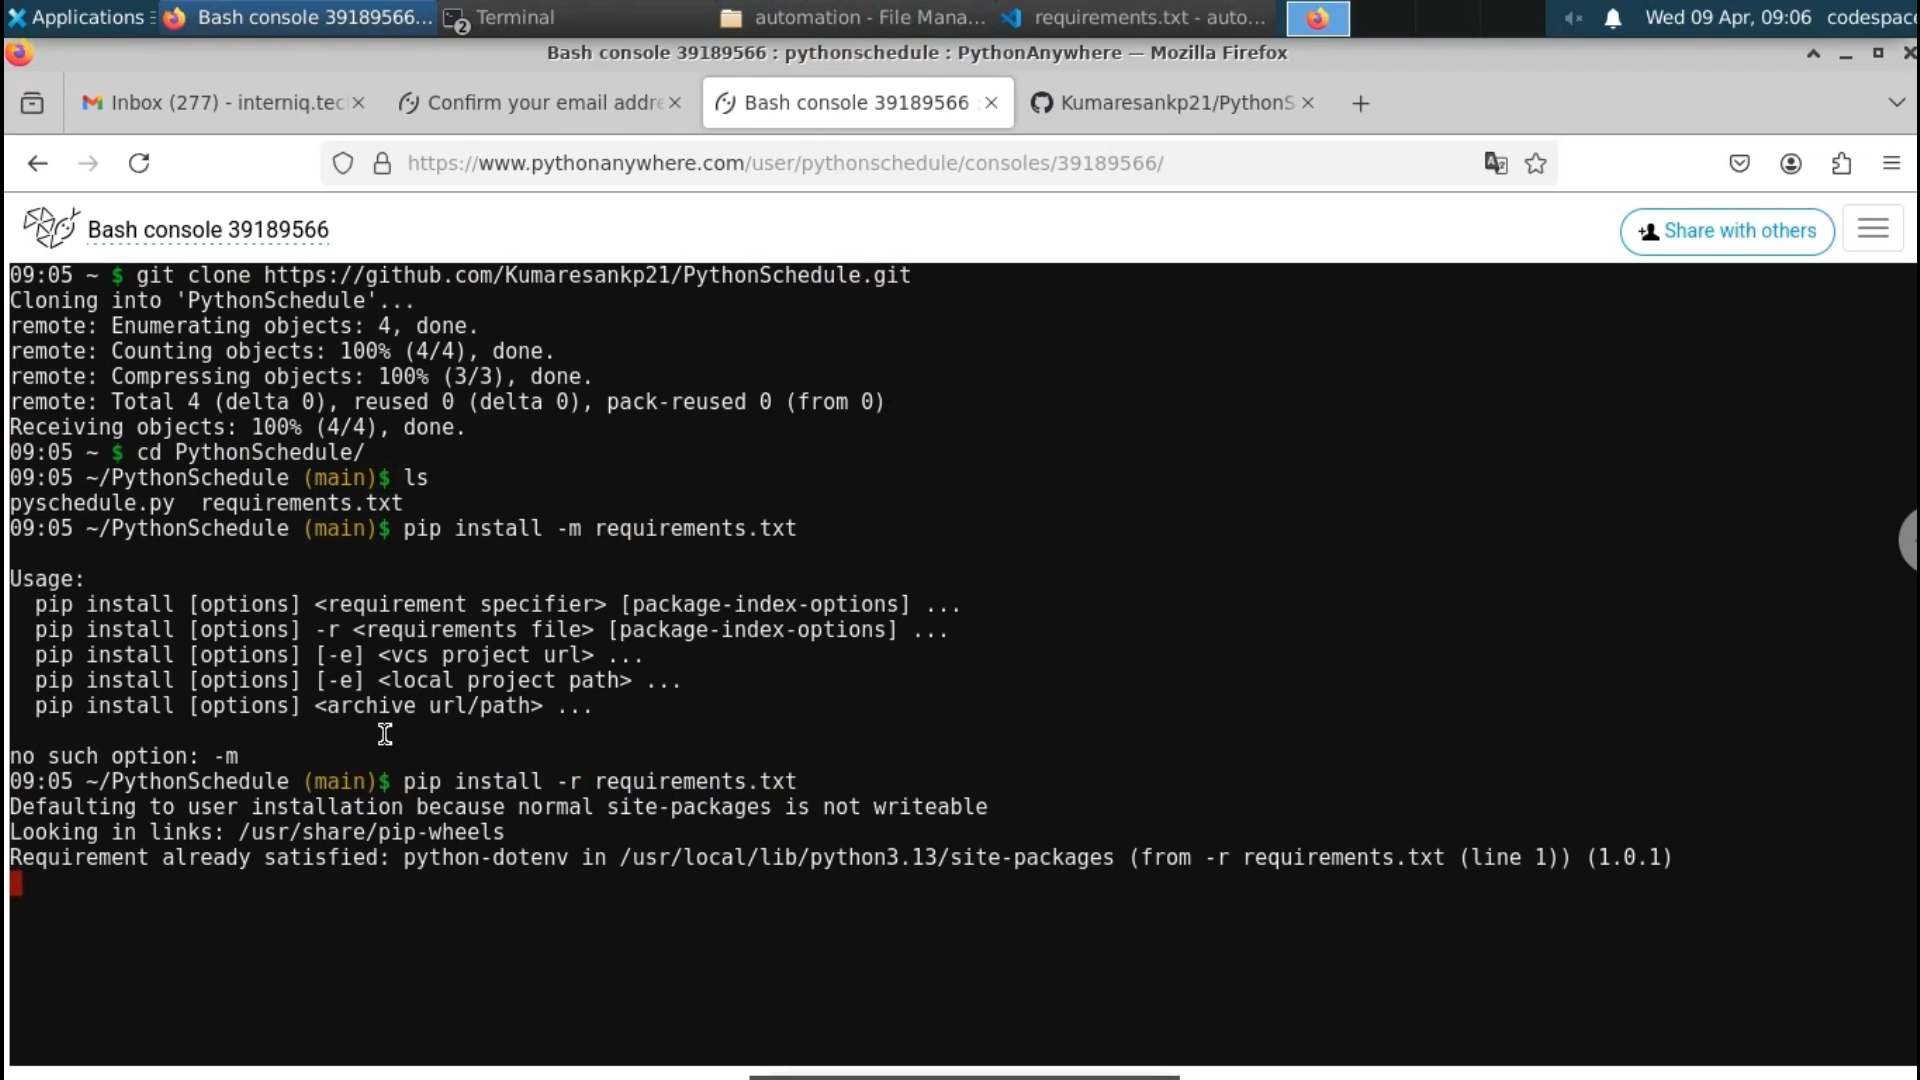 Applications
Bash console 39189566...
2
Terminal
automation - File Mana...
requirements.txt - auto...
Wed 09 Apr, 09:06
codespace
Bash console 39189566 : pythonschedule : PythonAnywhere — Mozilla Firefox
Inbox (277) - interniq.tec
Confirm your email addre
Bash console 39189566
Kumaresankp21/PythonS
https://www.pythonanywhere.com/user/pythonschedule/consoles/39189566/
Bash console 39189566
Share with others
09:05 ~ $ git clone https://github.com/Kumaresankp21/PythonSchedule.git
Cloning into 'PythonSchedule'...
remote: Enumerating objects: 4, done.
remote: Counting objects: 100% (4/4), done.
remote: Compressing objects: 100% (3/3), done.
remote: Total 4 (delta 0), reused 0 (delta 0), pack-reused 0 (from 0)
Receiving objects: 100% (4/4), done.
09:05 ~ $ cd PythonSchedule/
09:05 ~/PythonSchedule (main)$ ls
pyschedule.py  requirements.txt
09:05 ~/PythonSchedule (main)$ pip install -m requirements.txt
Usage:
pip install [options] <requirement specifier> [package-index-options] ...
pip install [options] -r <requirements file> [package-index-options] ...
pip install [options] [-e] <vcs project url> ...
pip install [options] [-e] <local project path> ...
pip install [options] <archive url/path> ...
no such option: -m
09:05 ~/PythonSchedule (main)$ pip install -r requirements.txt
Defaulting to user installation because normal site-packages is not writeable
Looking in links: /usr/share/pip-wheels
Requirement already satisfied: python-dotenv in /usr/local/lib/python3.13/site-packages (from -r requirements.txt (line 1)) (1.0.1)